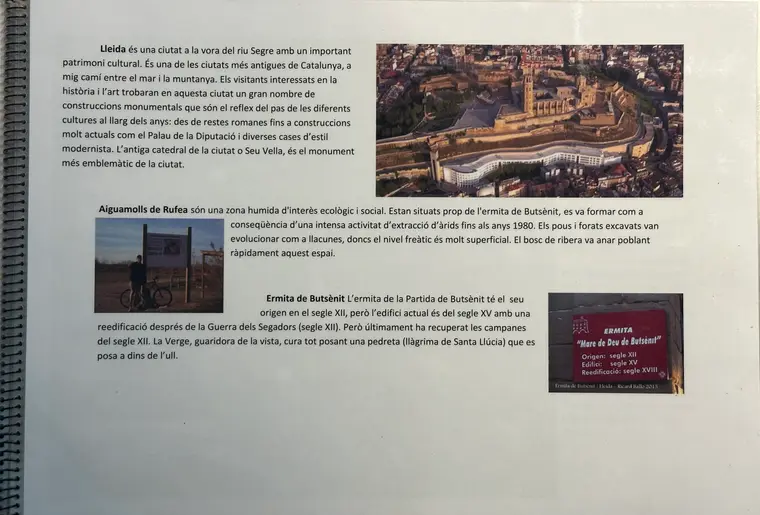 Lleida és una ciutat a la vora del riu Segre amb un important
patrimoni cultural. És una de les ciutats més antigues de Catalunya, a
mig camí entre el mar i la muntanya. Els visitants interessats en la
història i l'art trobaran en aquesta ciutat un gran nombre de
construccions monumentals que són el reflex del pas de les diferents
cultures al llarg dels anys: des de restes romanes fins a construccions
molt actuals com el Palau de la Diputació i diverses cases d'estil
modernista. L'antiga catedral de la ciutat o Seu Vella, és el monument
més emblemàtic de la ciutat.
Aiguamolls de Rufea són una zona humida d'interès ecològic i social. Estan situats prop de l'ermita de Butsènit, es va formar com a
conseqüència d'una intensa activitat d'extracció d'àrids fins als anys 1980. Els pous i forats excavats van
evolucionar com a llacunes, doncs el nivell freàtic és molt superficial. El bosc de ribera va anar poblant
ràpidament aquest espai.
Ermita de Butsènit L'ermita de la Partida de Butsènit té el seu
origen en el segle XII, però l'edifici actual és del segle XV amb una
reedificació després de la Guerra dels Segadors (segle XII). Però últimament ha recuperat les campanes
del segle XII. La Verge, guaridora de la vista, cura tot posant una pedreta (llàgrima de Santa Llúcia) que es
posa a dins de l'ull.
ERMITA
"Mare de Deu de Butsènit"
Origen: segle XII
Edifici: segle XV
Reedificació: segle XVIII
Ermita de Butsènit - Lleida - Ricard Ballo 2013